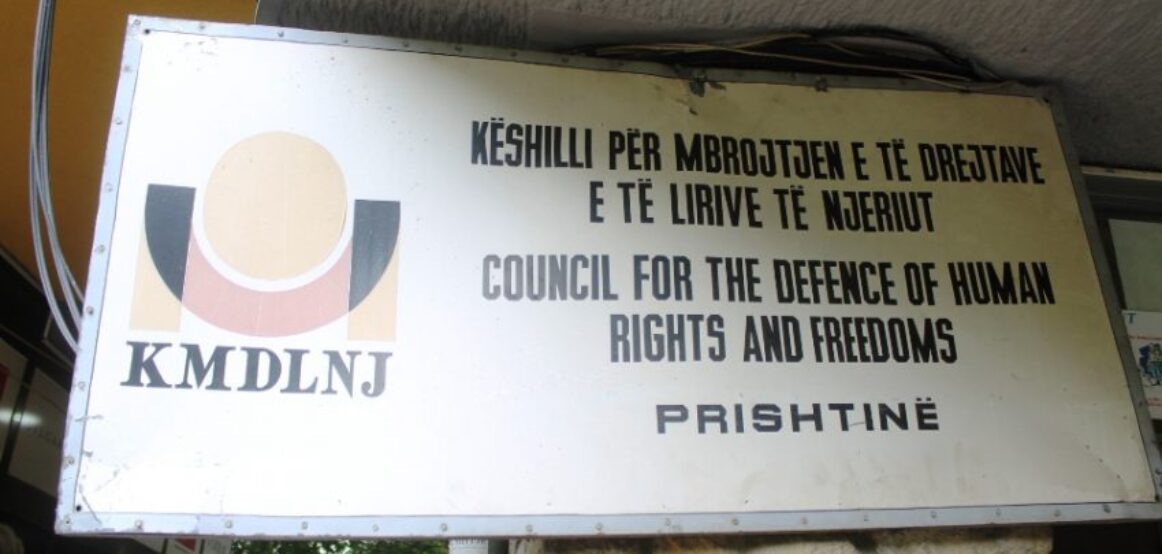 KMDLNJ
KËSHILLI PËR MBROJTJEN E TË DREJTAVE
E TË LIRIVE TË NJERIUT
COUNCIL FOR THE DEFENCE OF HUMAN
RIGHTS AND FREEDOMS
PRISHTINË